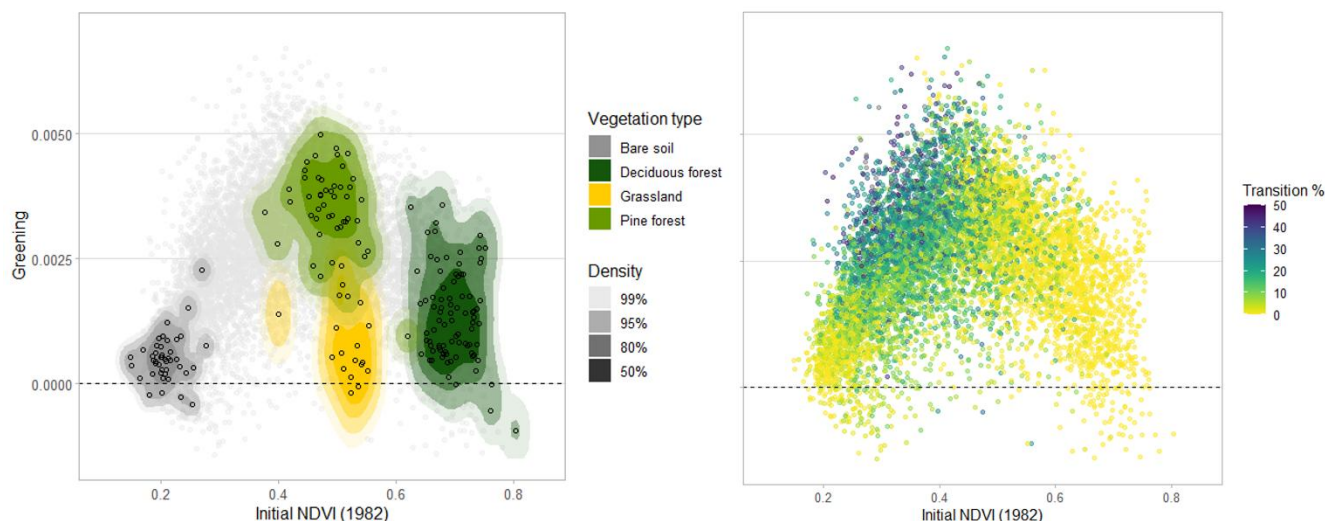 Greening
0.0050
0.0025
0.0000
0.2
0.4
0.6
0.8
Initial NDVI (1982)
Vegetation type
Bare soil
Deciduous forest
Grassland
Pine forest
Density
99%
95%
80%
50%
0.2
0.4
0.6
0.8
Initial NDVI (1982)
Transition %
50
40
30
20
10
0